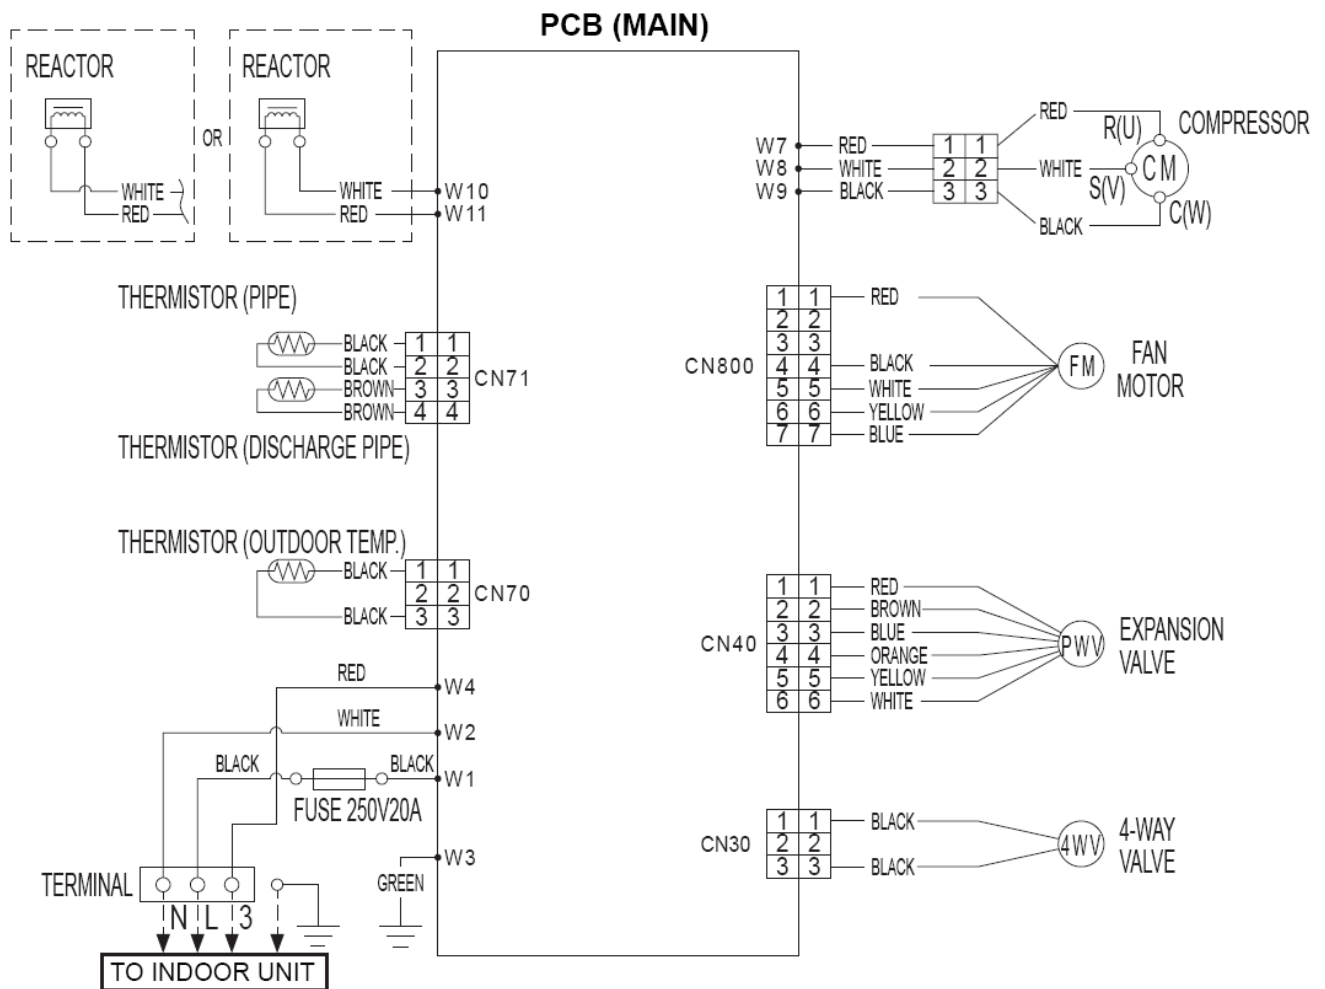 PCB (MAIN)
REACTOR
WHITE
RED
OR
REACTOR
WHITE
RED
W10
W11
THERMISTOR (PIPE)
BLACK 1 1
BLACK 2 2
BROWN 3 3
BROWN 4 4
CN71
THERMISTOR (DISCHARGE PIPE)
THERMISTOR (OUTDOOR TEMP.)
BLACK 1 1
2 2
BLACK 3 3
CN70
RED W4
WHITE W2
BLACK BLACK W1
FUSE 250V20A
W3
GREEN
TERMINAL
N L 3
TO INDOOR UNIT
W7 RED 1 1 RED
W8 WHITE 2 2 WHITE
W9 BLACK 3 3 BLACK
R(U)
S(V)
C(W)
CM
COMPRESSOR
CN800
1 1 RED
2 2
3 3
4 4 BLACK
5 5 WHITE
6 6 YELLOW
7 7 BLUE
FM
FAN
MOTOR
CN40
1 1 RED
2 2 BROWN
3 3 BLUE
4 4 ORANGE
5 5 YELLOW
6 6 WHITE
PWV
EXPANSION
VALVE
CN30
1 1 BLACK
2 2
3 3 BLACK
4WV
4-WAY
VALVE